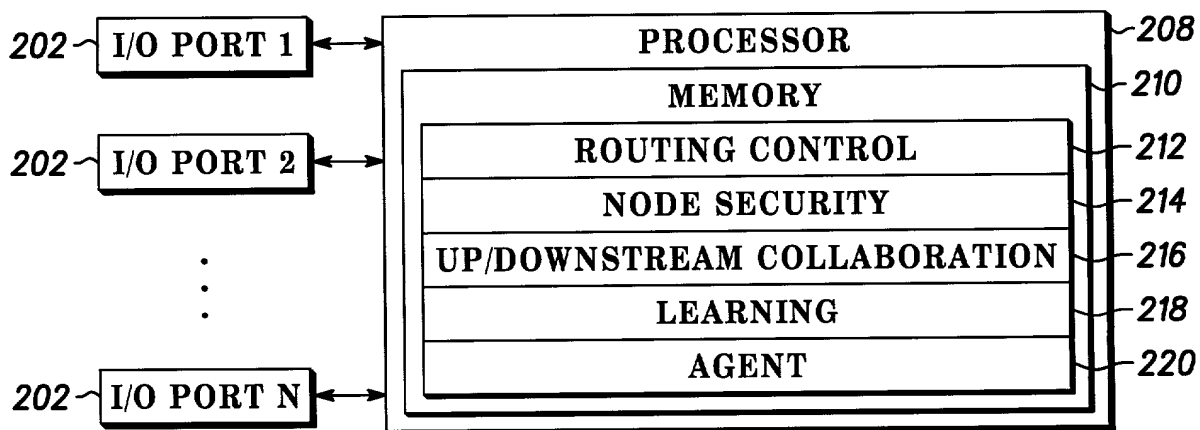 202 I/O PORT 1
PROCESSOR 208
MEMORY 210
202 I/O PORT 2
ROUTING CONTROL 212
NODE SECURITY 214
UP/DOWNSTREAM COLLABORATION 216
LEARNING 218
AGENT 220
202 I/O PORT N